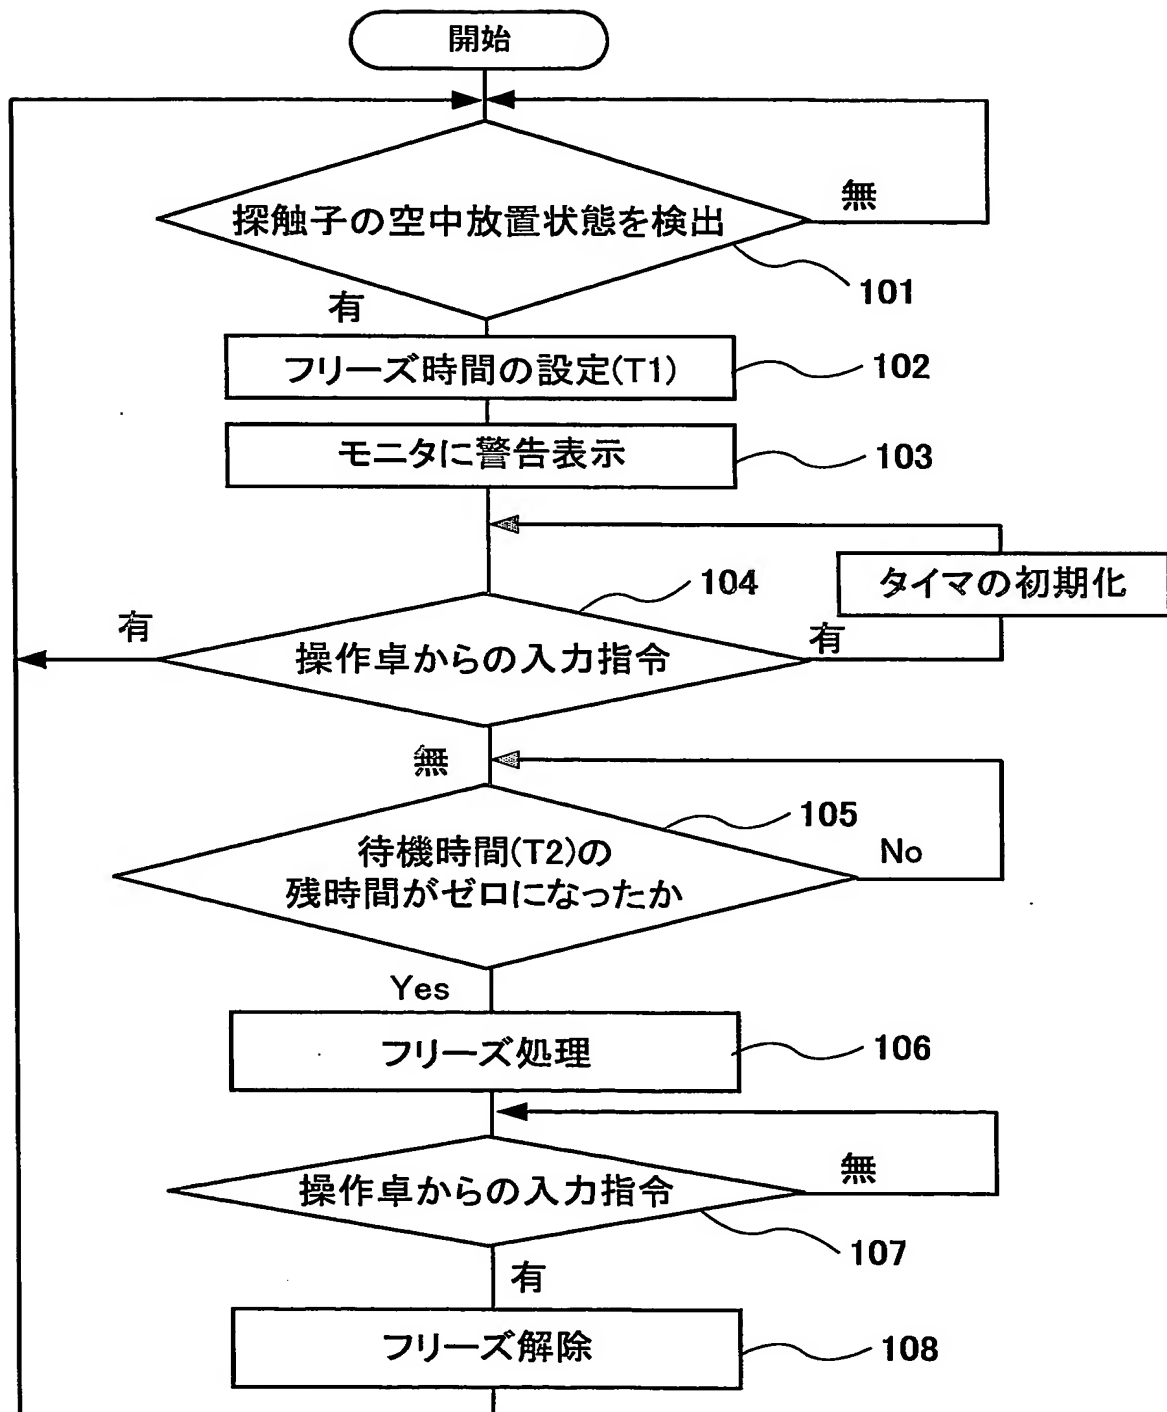 開始
無
探触子の空中放置状態を検出
101
有
フリーズ時間の設定(T1)
102
モニタに警告表示
103
タイマの初期化
104
有
操作卓からの入力指令
有
無
105
待機時間(T2)の
残時間がゼロになったか
No
Yes
フリーズ処理
106
無
操作卓からの入力指令
107
有
フリーズ解除
108